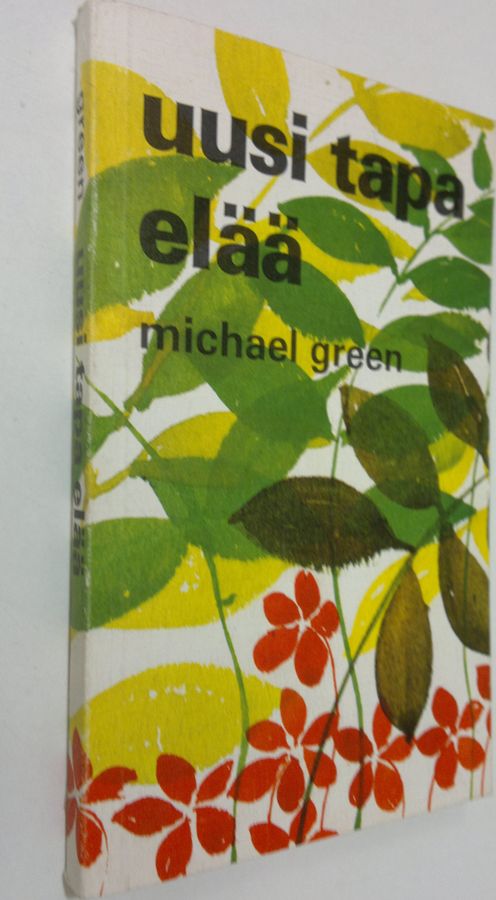 uusi tapa
elää
michael green
green uusi tapa elää